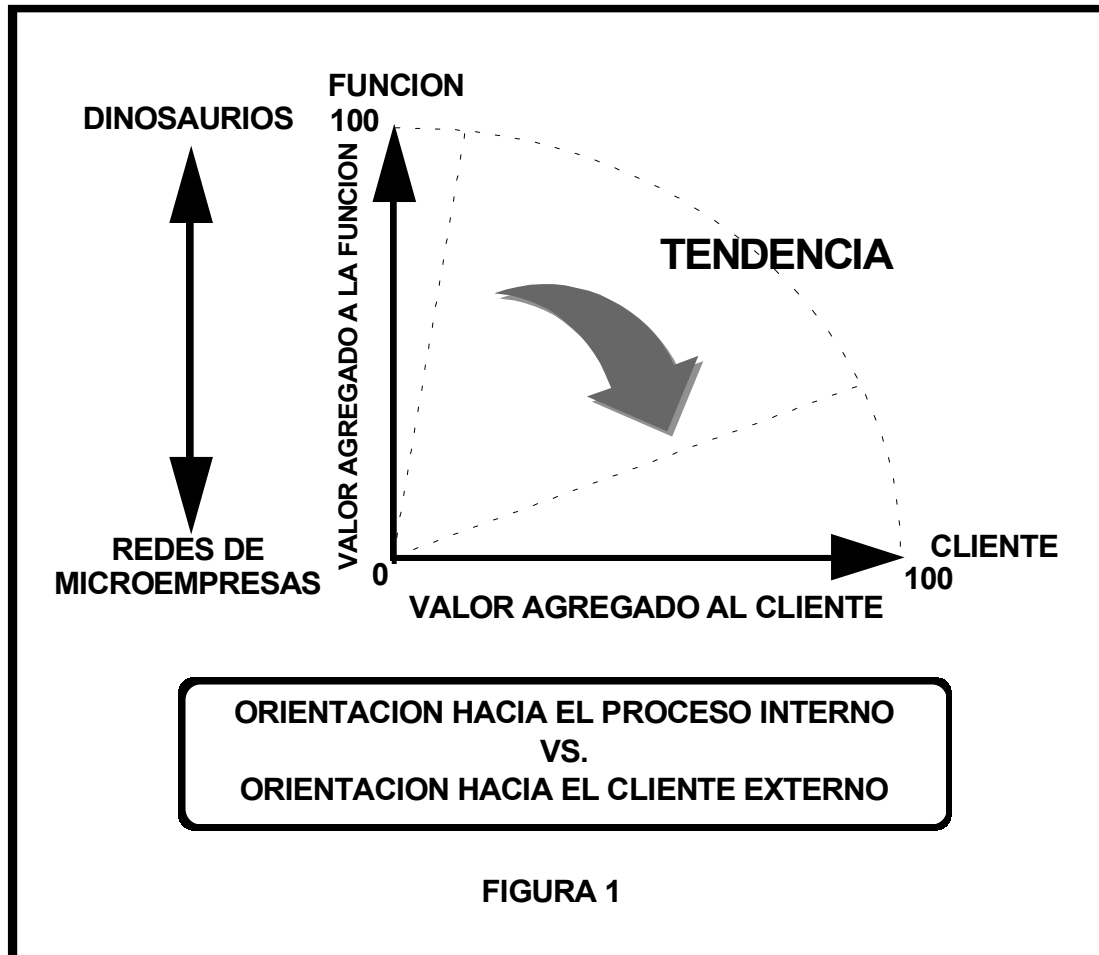 FUNCION
DINOSAURIOS
100
VALOR AGREGADO A LA FUNCION
TENDENCIA
REDES DE
MICROEMPRESAS
0
CLIENTE
100
VALOR AGREGADO AL CLIENTE
ORIENTACION HACIA EL PROCESO INTERNO
VS.
ORIENTACION HACIA EL CLIENTE EXTERNO
FIGURA 1